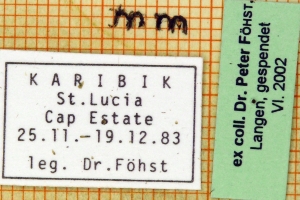 mm
KARIBIK
St.Lucia
Cap Estate
25.11.-19.12.83
leg. Dr.Föhst
ex coll. Dr. Peter FÖHST,
Langen, gespendet
VI. 2002